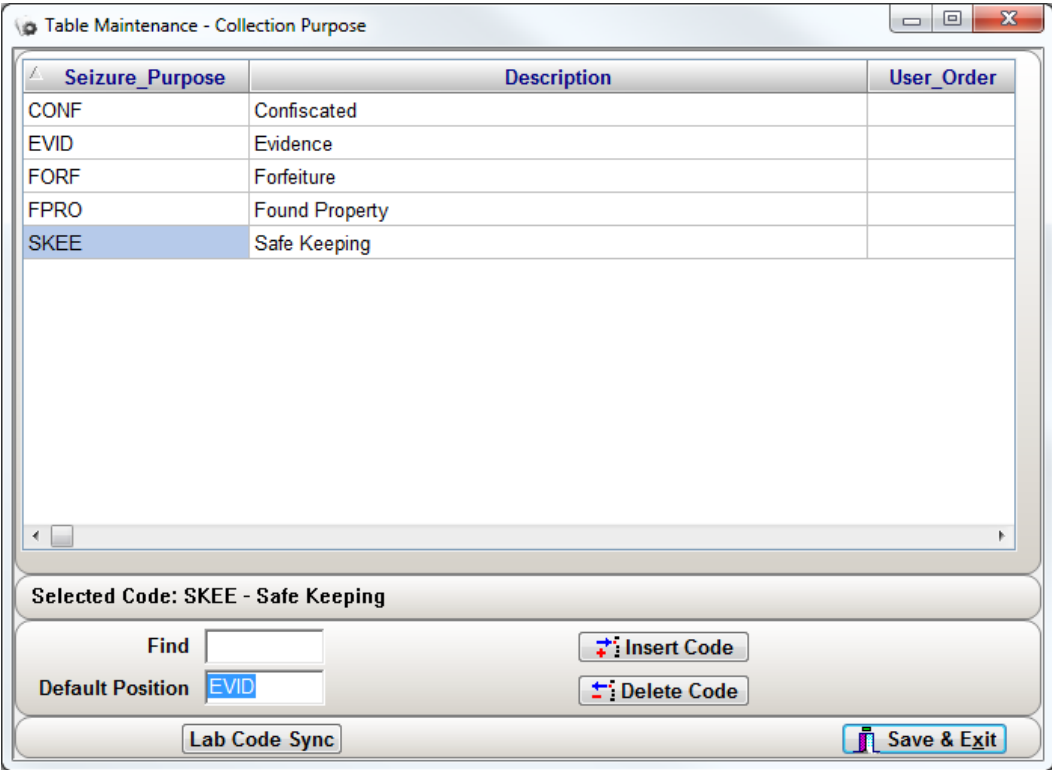 Table Maintenance - Collection Purpose
Seizure_Purpose Description User_Order
CONF Confiscated
EVID Evidence
FORF Forfeiture
FPRO Found Property
SKEE Safe Keeping
Selected Code: SKEE - Safe Keeping
Find Insert Code
Default Position EVID Delete Code
Lab Code Sync Save & Exit